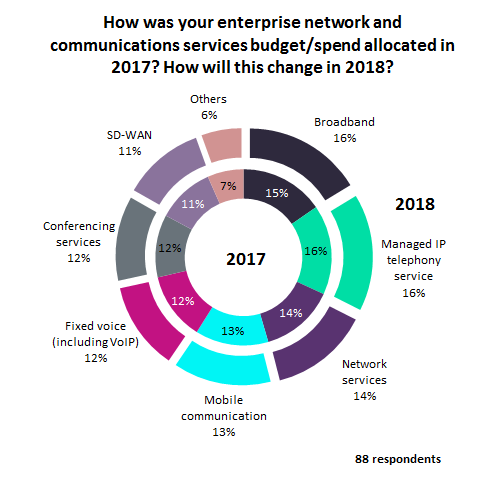 How was your enterprise network and
communications services budget/spend allocated in
2017? How will this change in 2018?
Others
6%
Broadband
16%
SD-WAN
11%
7%
15%
11%
2018
Conferencing
services
12%
12%
2017
16%
Managed IP
telephony
service
16%
12%
14%
13%
Fixed voice
(including VoIP)
12%
Network
services
14%
Mobile
communication
13%
88 respondents